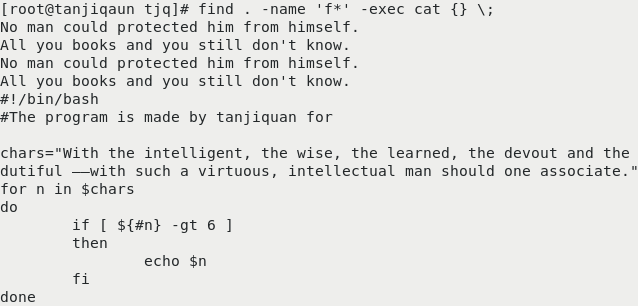 [root@tanjiqaun tjq]# find . -name 'f*' -exec cat {} \;
No man could protected him from himself.
All you books and you still don't know.
No man could protected him from himself.
All you books and you still don't know.
#!/bin/bash
#The program is made by tanjiquan for

chars="With the intelligent, the wise, the learned, the devout and the
dutiful ——with such a virtuous, intellectual man should one associate."
for n in $chars
do
        if [ ${#n} -gt 6 ]
        then
                echo $n
        fi
done